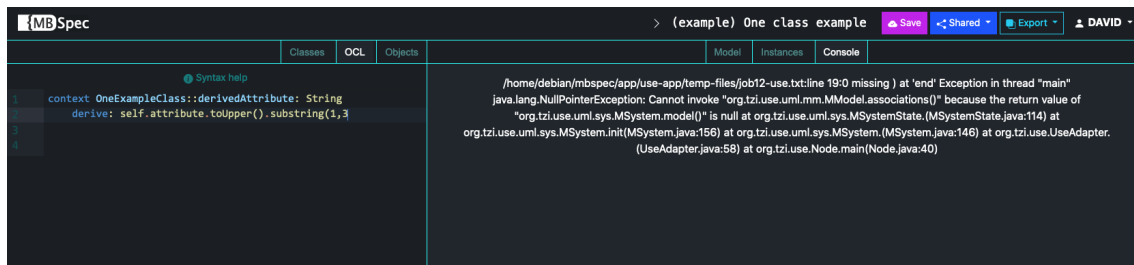 {MB}Spec
> (example) One class example
Save
Shared
Export
DAVID
Classes
OCL
Objects
Model
Instances
Console
Syntax help
1 context OneExampleClass::derivedAttribute: String
2 derive: self.attribute.toUpper().substring(1,3
3
4
/home/debian/mbspec/app/use-app/temp-files/job12-use.txt:line 19:0 missing ) at 'end' Exception in thread "main"
java.lang.NullPointerException: Cannot invoke "org.tzi.use.uml.mm.MModel.associations()" because the return value of
"org.tzi.use.uml.sys.MSystem.model()" is null at org.tzi.use.uml.sys.MSystemState.(MSystemState.java:114) at
org.tzi.use.uml.sys.MSystem.init(MSystem.java:156) at org.tzi.use.uml.sys.MSystem.(MSystem.java:146) at org.tzi.use.UseAdapter.
(UseAdapter.java:58) at org.tzi.use.Node.main(Node.java:40)